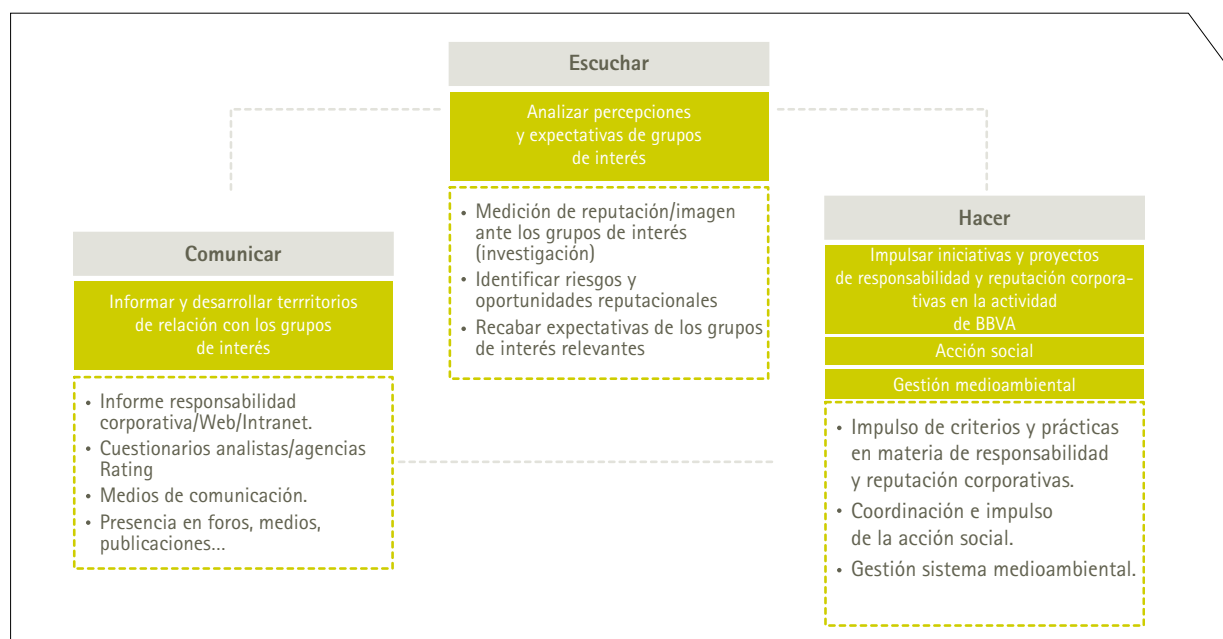 Escuchar
Analizar percepciones
y expectativas de grupos
de interés
• Medición de reputación/imagen
ante los grupos de interés
(investigación)
• Identificar riesgos y
oportunidades reputacionales
• Recabar expectativas de los grupos
de interés relevantes
Comunicar
Informar y desarrollar terrritorios
de relación con los grupos
de interés
• Informe responsabilidad
corporativa/Web/Intranet.
• Cuestionarios analistas/agencias
Rating
• Medios de comunicación.
• Presencia en foros, medios,
publicaciones...
Hacer
Impulsar iniciativas y proyectos
de responsabilidad y reputación corpora-
tivas en la actividad
de BBVA
Acción social
Gestión medioambiental
• Impulso de criterios y prácticas
en materia de responsabilidad
y reputación corporativas.
• Coordinación e impulso
de la acción social.
• Gestión sistema medioambiental.